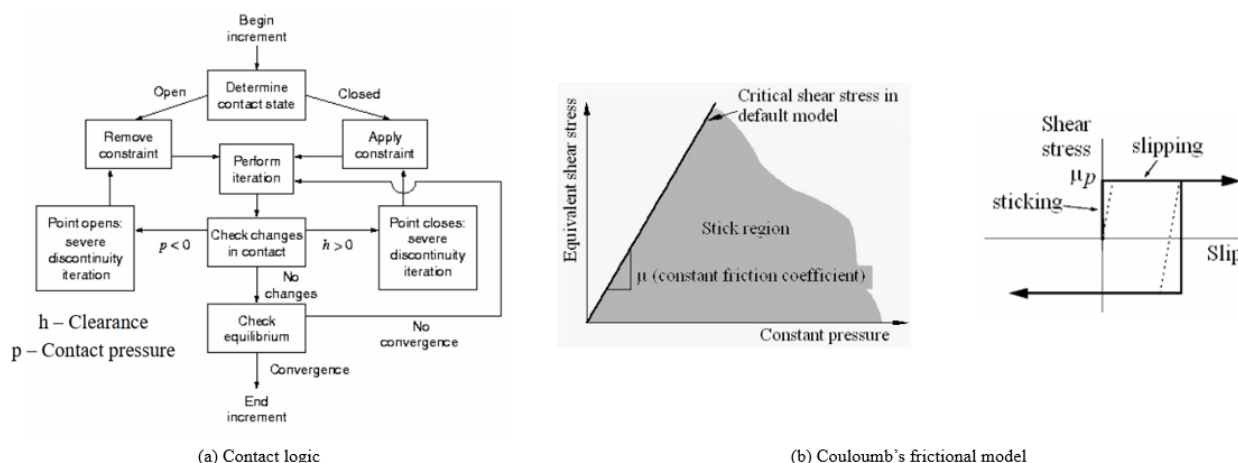 Begin
increment
Determine
contact state
Open
Closed
Remove
constraint
Apply
constraint
Perform
iteration
Point opens:
severe
discontinuity
iteration
p < 0
Check changes
in contact
h > 0
Point closes:
severe
discontinuity
iteration
No
changes
h – Clearance
p – Contact pressure
Check
equilibrium
No
convergence
Convergence
End
increment
(a) Contact logic
Equivalent shear stress
Critical shear stress in
default model
Stick region
μ (constant friction coefficient)
Constant pressure
Shear
stress
μp
slipping
sticking
Slip
(b) Couloumb's frictional model